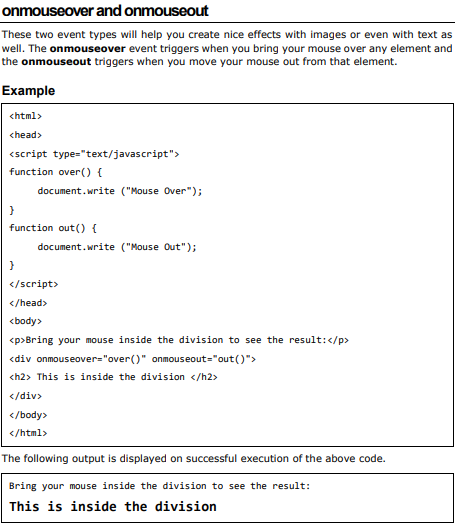 onmouseover and onmouseout
These two event types will help you create nice effects with images or even with text as
well. The onmouseover event triggers when you bring your mouse over any element and
the onmouseout triggers when you move your mouse out from that element.
Example
<html>
<head>
<script type="text/javascript">
function over() {
document.write ("Mouse Over");
}
function out() {
document.write ("Mouse Out");
}
</script>
</head>
<body>
<p>Bring your mouse inside the division to see the result:</p>
<div onmouseover="over()" onmouseout="out()">
<h2> This is inside the division </h2>
</div>
</body>
</html>
The following output is displayed on successful execution of the above code.
Bring your mouse inside the division to see the result:
This is inside the division